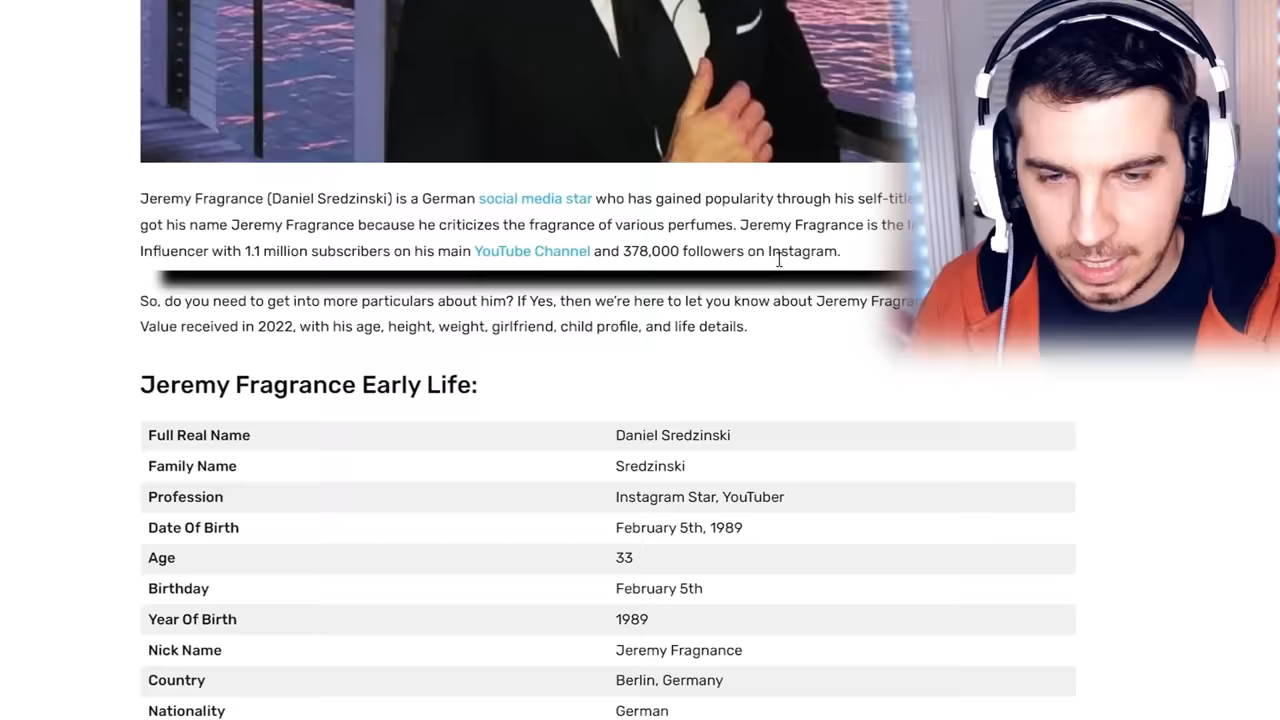 Jeremy Fragrance (Daniel Sredzinski) is a German social media star who has gained popularity through his self-title
got his name Jeremy Fragrance because he criticizes the fragrance of various perfumes. Jeremy Fragrance is the
Influencer with 1.1 million subscribers on his main YouTube Channel and 378,000 followers on Instagram.
So, do you need to get into more particulars about him? If Yes, then we’re here to let you know about Jeremy
Value received in 2022, with his age, height, weight, girlfriend, child profile, and life details.
Jeremy Fragrance Early Life:
Full Real Name Daniel Sredzinski
Family Name Sredzinski
Profession Instagram Star, YouTuber
Date Of Birth February 5th, 1989
Age 33
Birthday February 5th
Year Of Birth 1989
Nick Name Jeremy Fragnance
Country Berlin, Germany
Nationality German